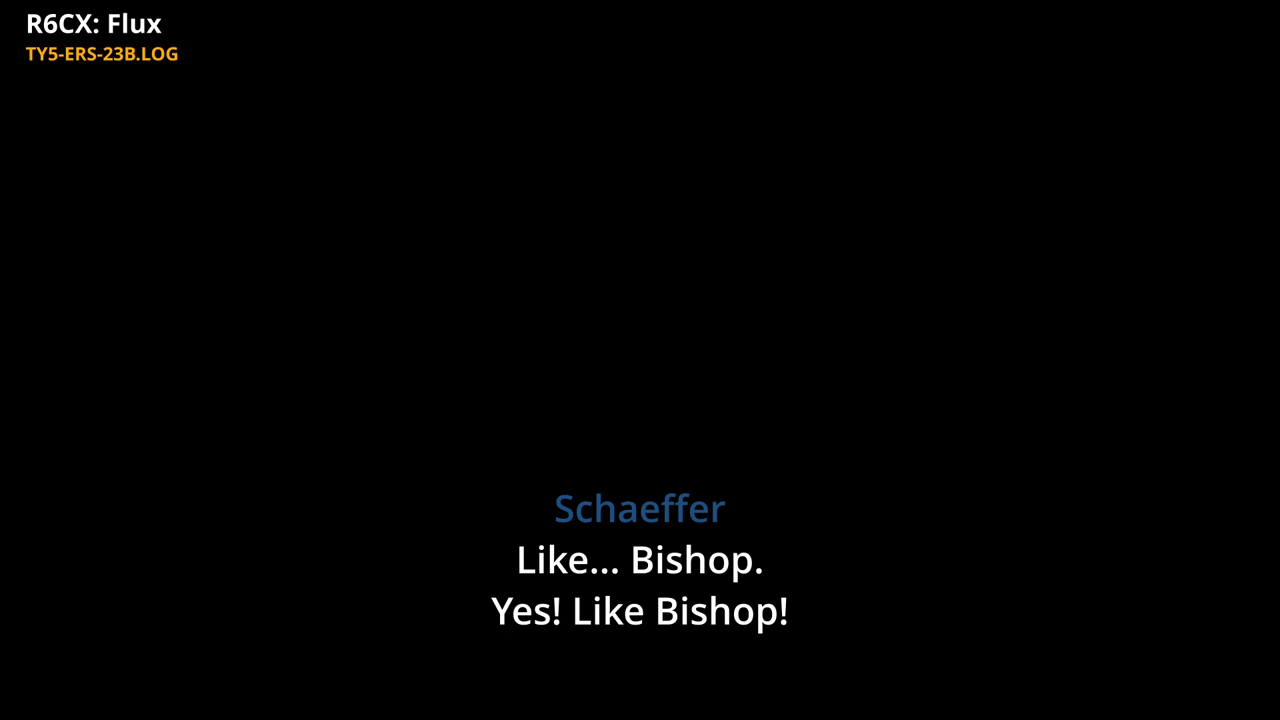 R6CX: Flux
TY5-ERS-23B.LOG
Schaeffer
Like... Bishop.
Yes! Like Bishop!